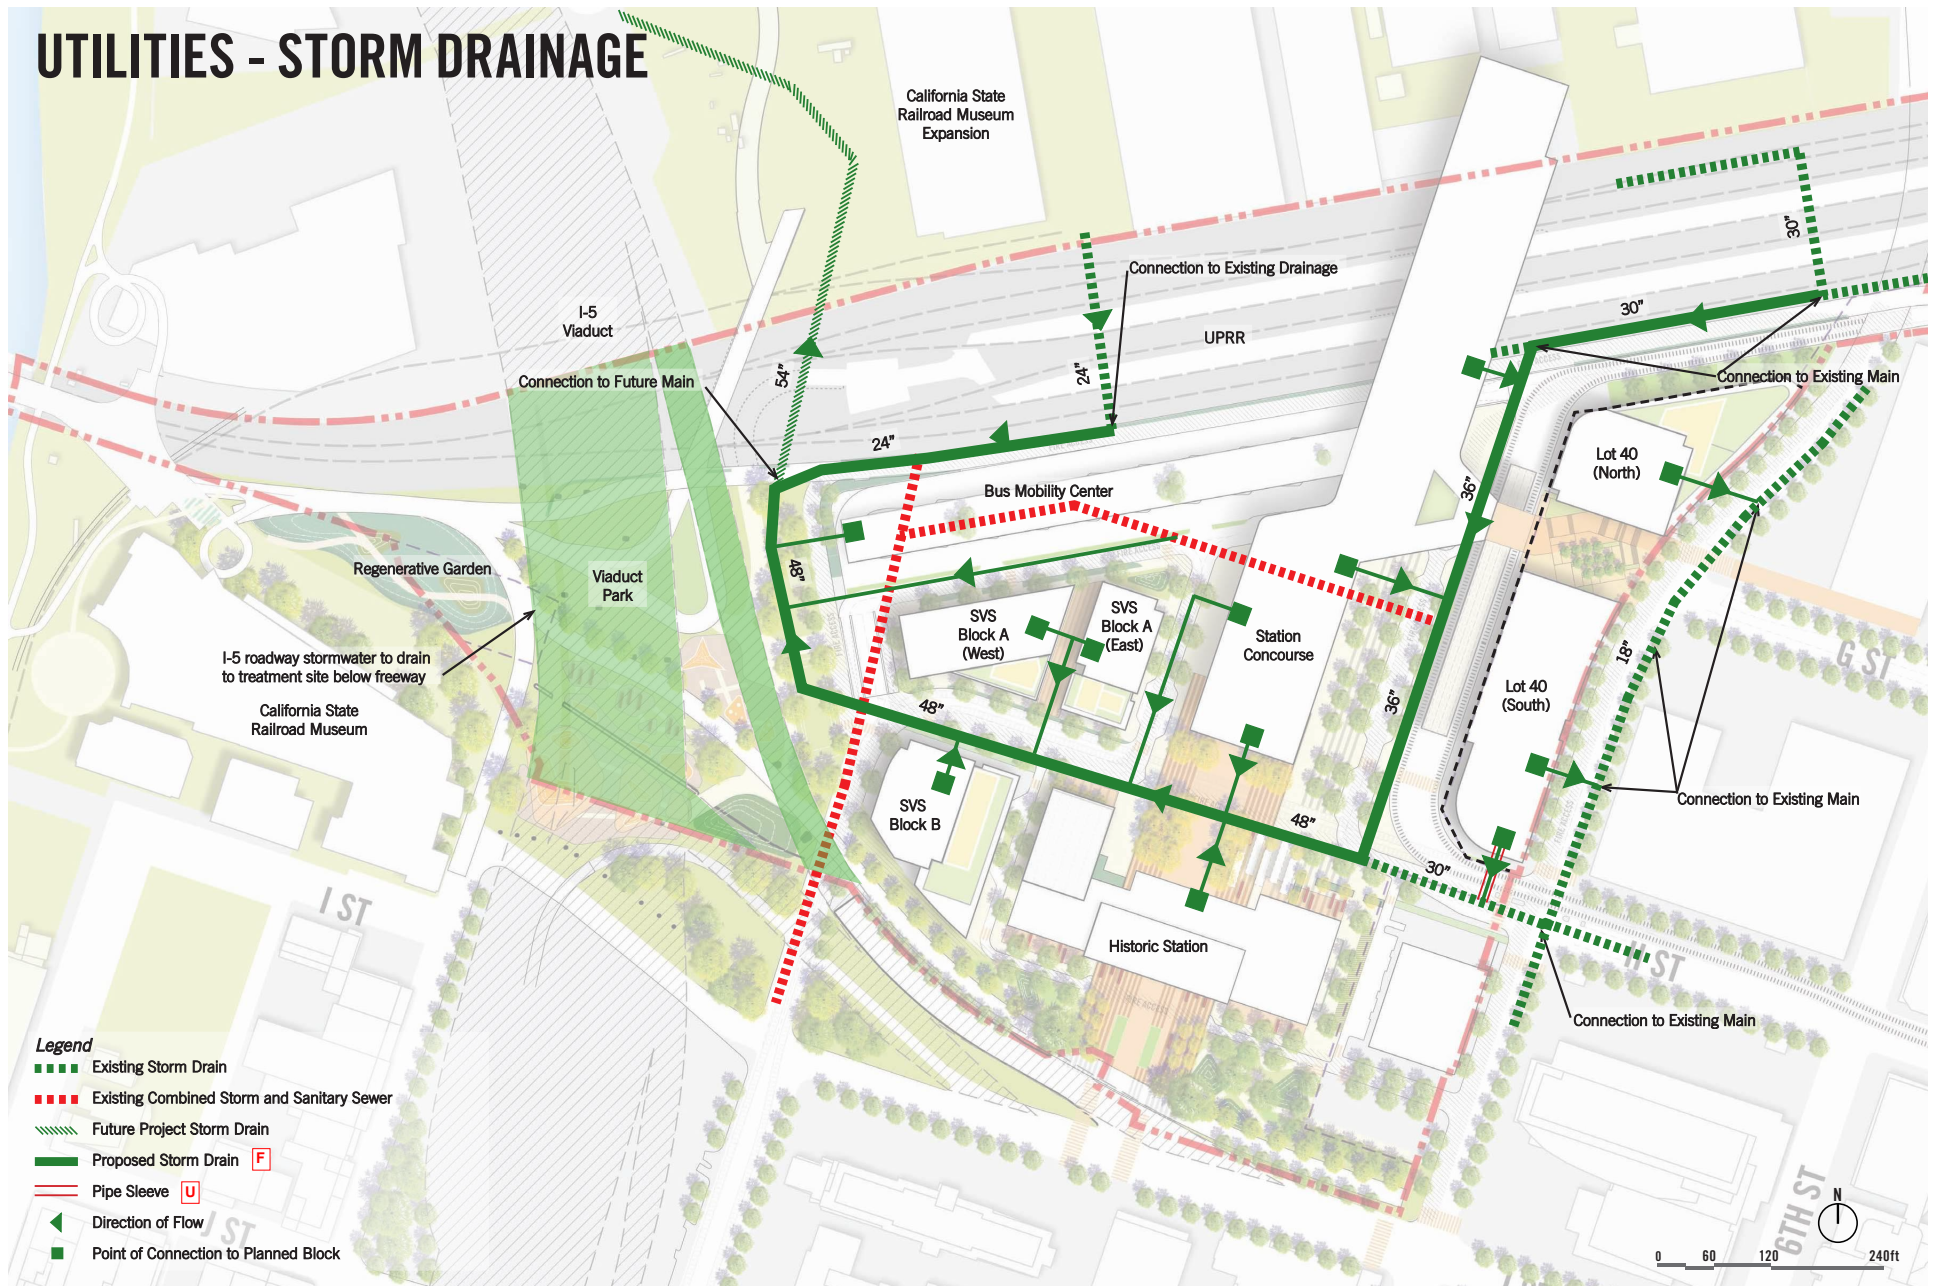 UTILITIES - STORM DRAINAGE
California State
Railroad Museum
Expansion
30”
Connection to Existing Drainage
I-5
Viaduct
30”
UPRR
54”
24”
Connection to Future Main
Connection to Existing Main
24”
Lot 40
(North)
36”
Bus Mobility Center
48”
Regenerative Garden
Viaduct
Park
SVS
Block A
(West)
SVS
Block A
(East)
Station
Concourse
18”
G ST
I-5 roadway stormwater to drain
to treatment site below freeway
California State
Railroad Museum
48”
36”
Lot 40
(South)
SVS
Block B
48”
Connection to Existing Main
30”
FIRE ACCESS
I ST
Historic Station
H ST
FIRE ACCESS
Connection to Existing Main
Legend
Existing Storm Drain
Existing Combined Storm and Sanitary Sewer
Future Project Storm Drain
Proposed Storm Drain F
Pipe Sleeve U
Direction of Flow
Point of Connection to Planned Block
J ST
6TH ST
N
0 60 120 240ft